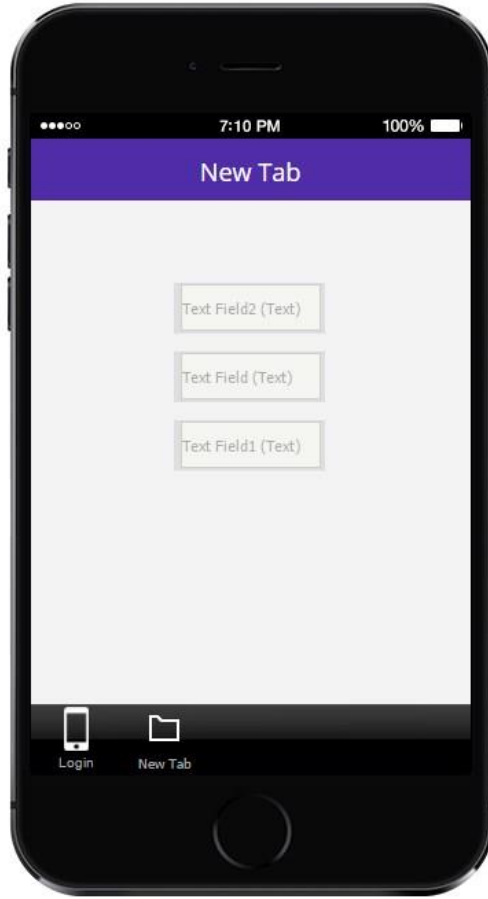 7:10 PM 100%
New Tab
Text Field2 (Text)
Text Field (Text)
Text Field1 (Text)
Login New Tab